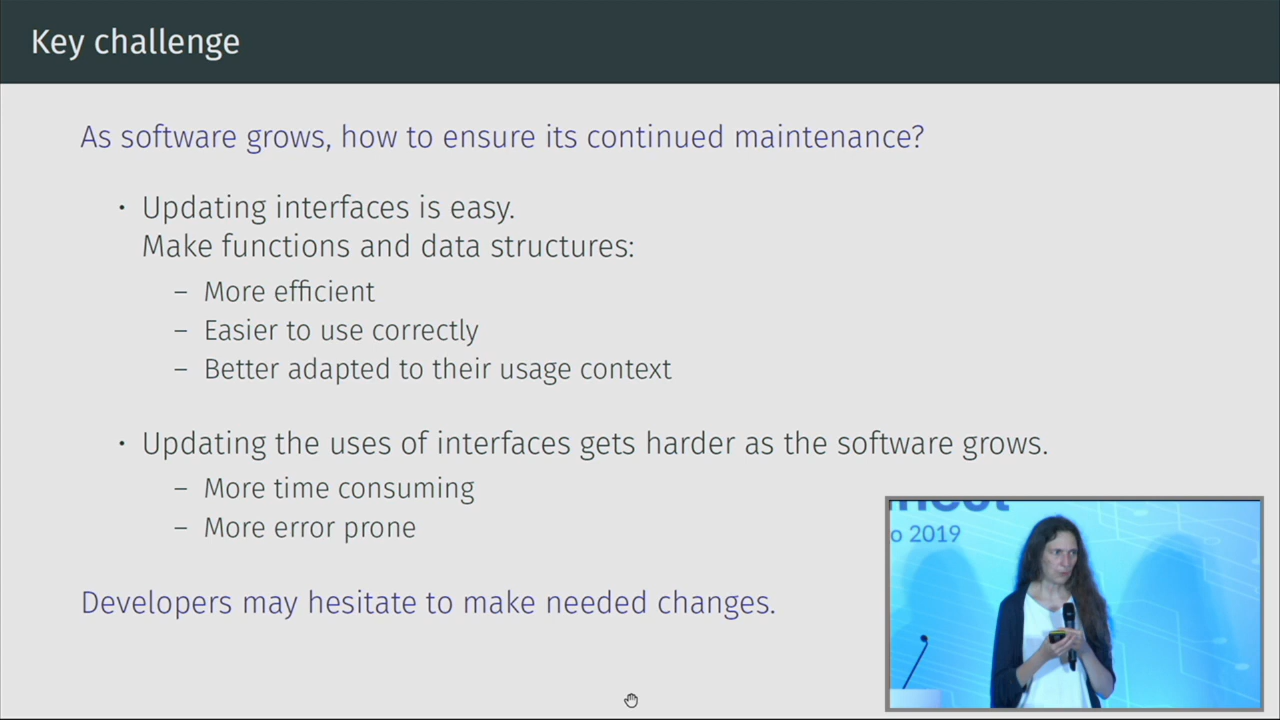 Key challenge
As software grows, how to ensure its continued maintenance?
• Updating interfaces is easy.
Make functions and data structures:
– More efficient
– Easier to use correctly
– Better adapted to their usage context
• Updating the uses of interfaces gets harder as the software grows.
– More time consuming
– More error prone
Developers may hesitate to make needed changes.
o 2019